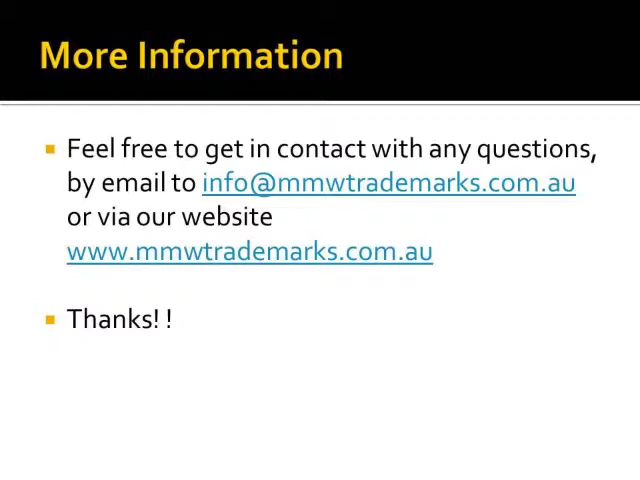 More Information
Feel free to get in contact with any questions,
by email to info@mmwtrademarks.com.au
or via our website
www.mmwtrademarks.com.au
Thanks! !